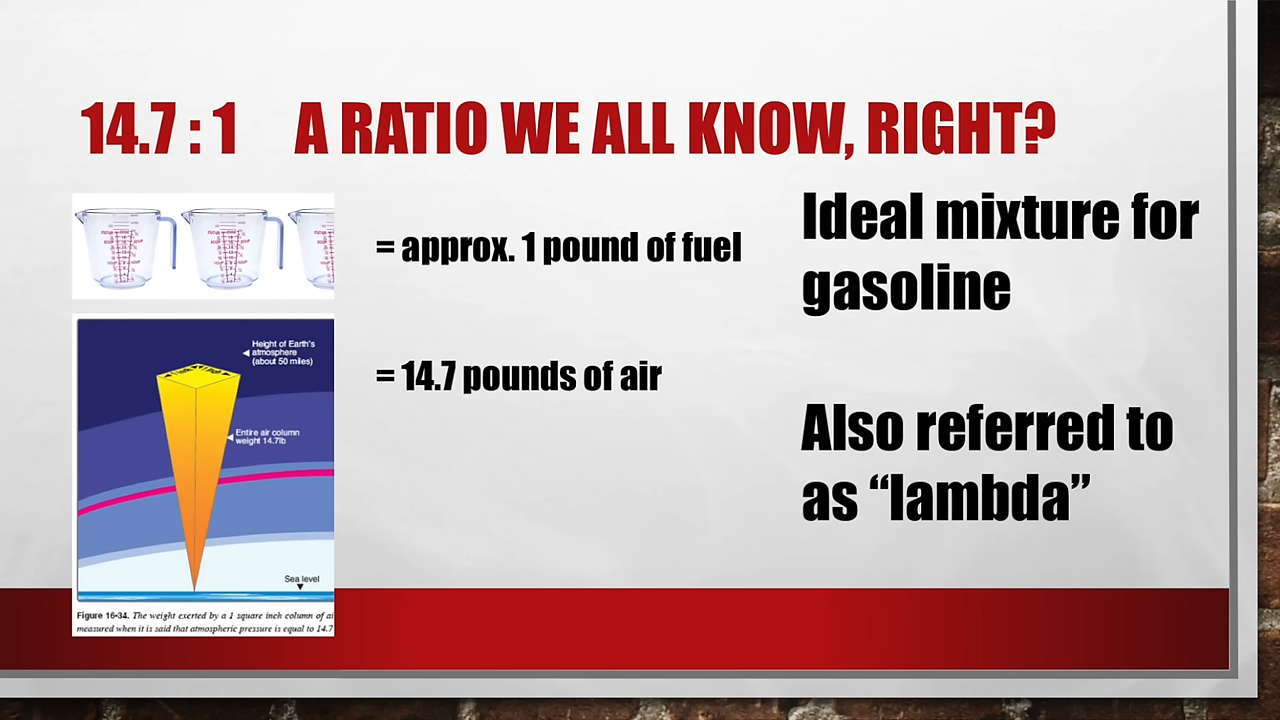 14.7 : 1 A RATIO WE ALL KNOW, RIGHT?
= approx. 1 pound of fuel
= 14.7 pounds of air
Ideal mixture for
gasoline
Also referred to
as “lambda”
Height of Earth's
atmosphere
(about 50 miles)
Entire air column
weight 14.7lb
Sea level
Figure 16-34. The weight exerted by a 1 square inch column of
measured when it is said that atmospheric pressure is equal to 14.7